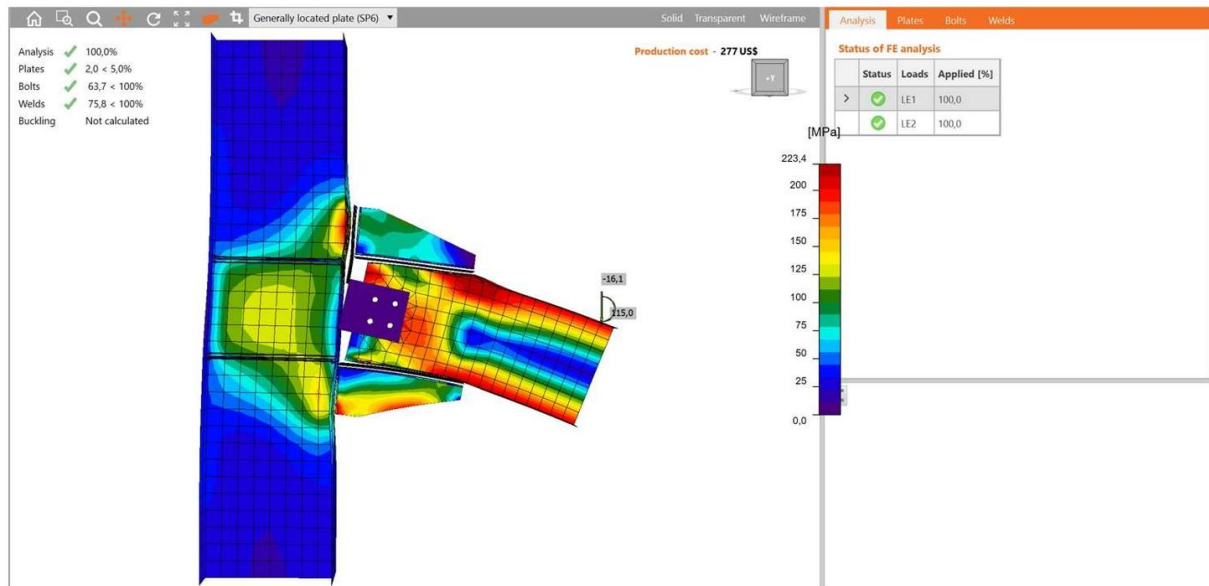 Generally located plate (SP6)
Solid Transparent Wireframe
Analysis 100,0%
Plates 2,0 < 5,0%
Bolts 63,7 < 100%
Welds 75,8 < 100%
Buckling Not calculated
Production cost - 277 US$
+Y
-16,1
115,0
[MPa]
223,4
200
175
150
125
100
75
50
25
0,0
Analysis Plates Bolts Welds
Status of FE analysis
Status Loads Applied [%]
> LE1 100,0
LE2 100,0